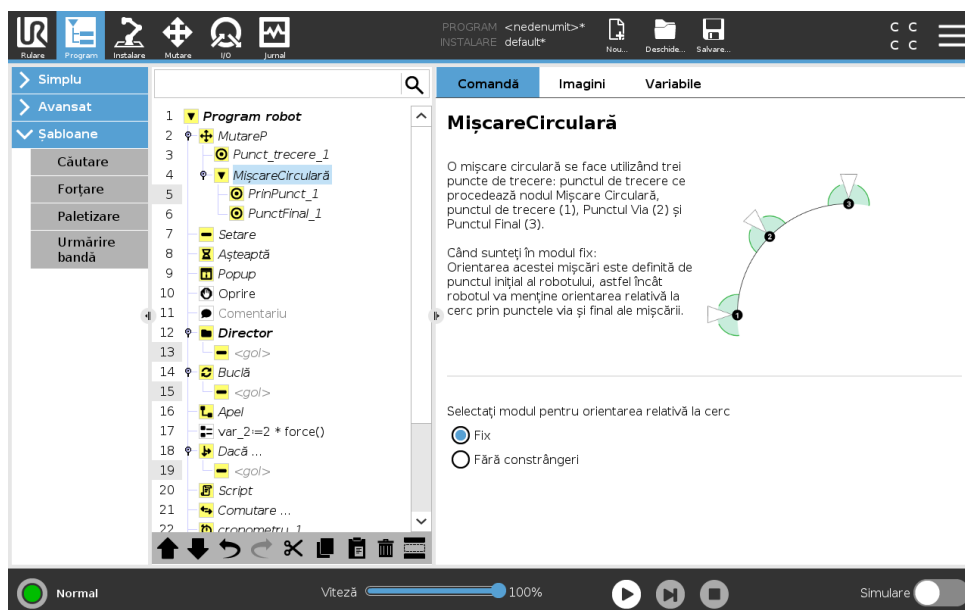 PROGRAM <nedenumit>*
INSTALARE default*
Rulare
Program
Instalare
Mutare
I/O
Jurnal
Nou...
Deschide...
Salvare...
C C
C C
Simplu
Avansat
Șabloane
Căutare
Forțare
Paletizare
Urmărire
bandă
1 Program robot
2 MutareP
3 Punct_trecere_1
4 MișcareCirculară
5 PrinPunct_1
6 PunctFinal_1
7 Setare
8 Așteaptă
9 Popup
10 Oprire
11 Comentariu
12 Director
13 <gol>
14 Buclă
15 <gol>
16 Apel
17 var_2:=2 * force()
18 Dacă ...
19 <gol>
20 Script
21 Comutare ...
22 cronometru_1
Comandă
Imagini
Variabile
MișcareCirculară
O mișcare circulară se face utilizând trei
puncte de trecere: punctul de trecere ce
procedează nodul Mișcare Circulară,
punctul de trecere (1), Punctul Via (2) și
Punctul Final (3).
Când sunteți în modul fix:
Orientarea acestei mișcări este definită de
punctul inițial al robotului, astfel încât
robotul va menține orientarea relativă la
cerc prin punctele via și final ale mișcării.
3
2
1
Selectați modul pentru orientarea relativă la cerc
Fix
Fără constrângeri
Normal
Viteză
100%
Simulare